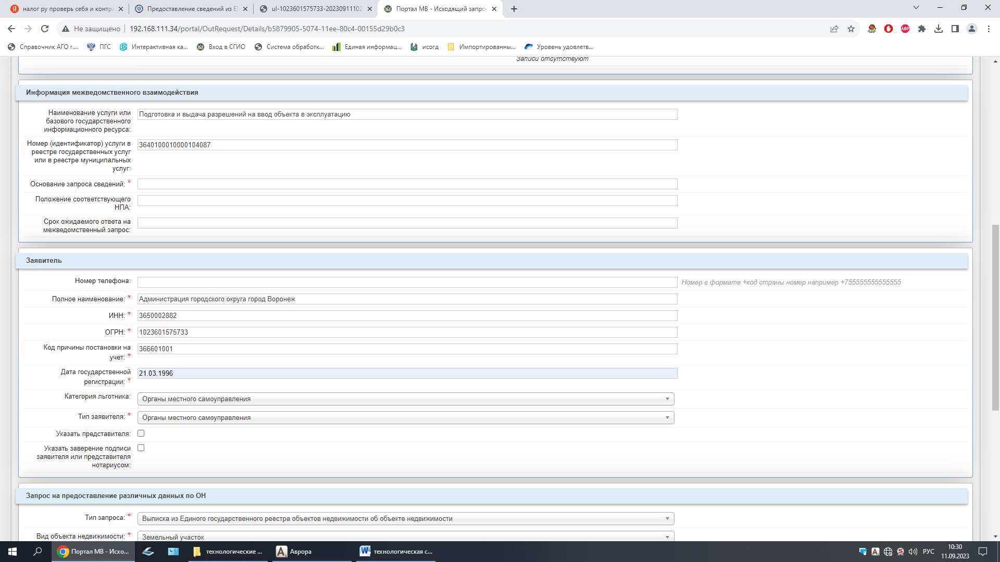 налог ру проверь себя и контра
Предоставление сведений из ЕГ
ul-1023601575733-20230911102
Портал МВ - Исходящий запрос
Не защищено
192.168.111.34/portal/OutRequest/Details/b5879905-5074-11ee-80c4-00155d29b0c3
ABP
Справочник АГО г....
ПГС
Интерактивная ка...
Вход в СГИО
Система обработк...
Единая информац...
исогд
Импортированны...
Уровень удовлетв...
Записи отсутствуют
Информация межведомственного взаимодействия
Наименование услуги или
базового государственного
информационного ресурса:
Подготовка и выдача разрешений на ввод объекта в эксплуатацию
Номер (идентификатор) услуги в
реестре государственных услуг
или в реестре муниципальных
услуг:
3640100010000104087
Основание запроса сведений: *
Положение соответствующего
НПА:
Срок ожидаемого ответа на
межведомственный запрос:
Заявитель
Номер телефона:
Номер в формате +код страны номер например +755555555555555
Полное наименование: *
Администрация городского округа город Воронеж
ИНН: *
3650002882
ОГРН: *
1023601575733
Код причины постановки на
учет: *
366601001
Дата государственной
регистрации: *
21.03.1996
Категория льготника:
Органы местного самоуправления
Тип заявителя: *
Органы местного самоуправления
Указать представителя:
Указать заверение подписи
заявителя или представителя
нотариусом:
Запрос на предоставление различных данных по ОН
Тип запроса: *
Выписка из Единого государственного реестра объектов недвижимости об объекте недвижимости
Вид объекта недвижимости: *
Земельный участок
Портал МВ - Исхо...
технологические ...
Аврора
технологическая с...
РУС
10:30
11.09.2023